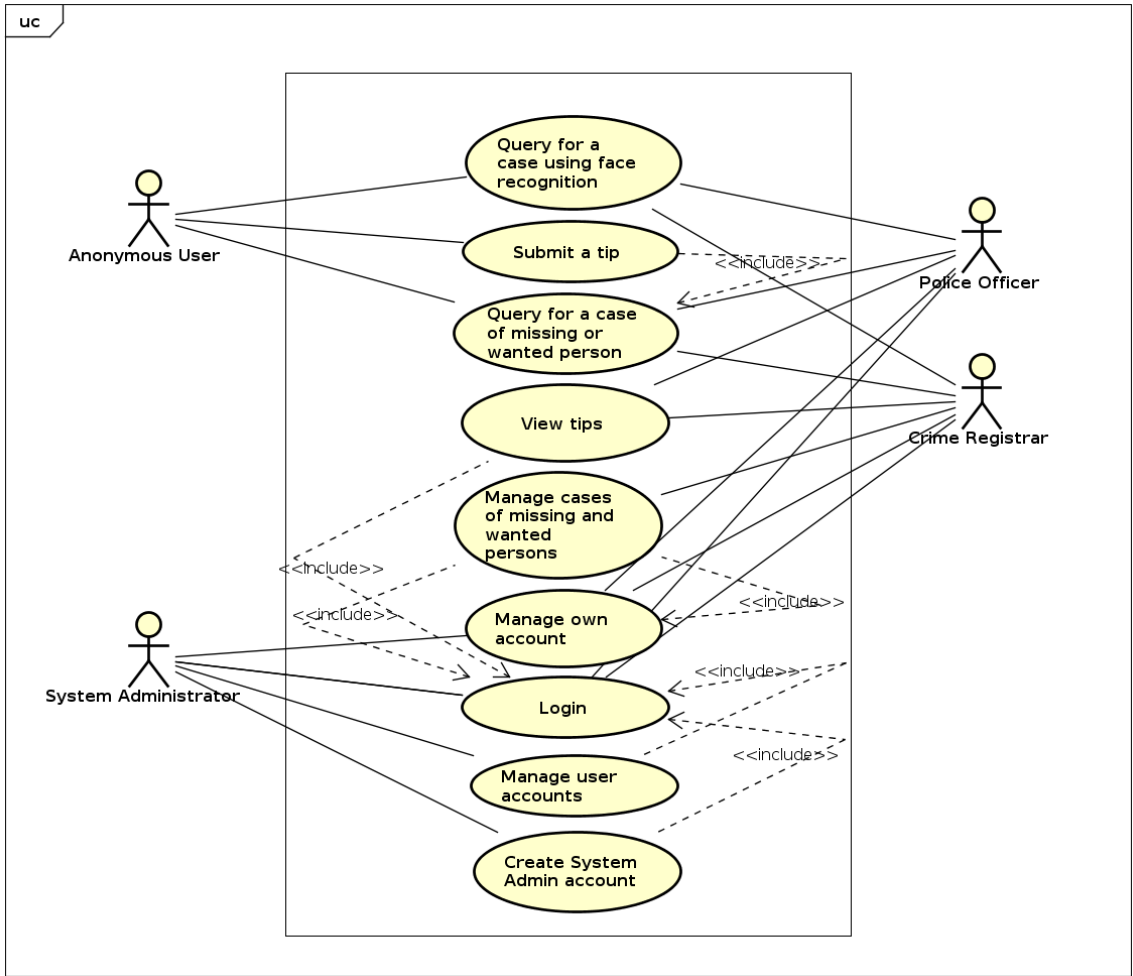 uc
Query for a
case using face
recognition
Anonymous User
Submit a tip
<<include>>
Police Officer
Query for a case
of missing or
wanted person
View tips
Crime Registrar
Manage cases
of missing and
wanted
persons
<<include>>
<<include>>
<<include>>
Manage own
account
System Administrator
<<include>>
Login
<<include>>
Manage user
accounts
Create System
Admin account